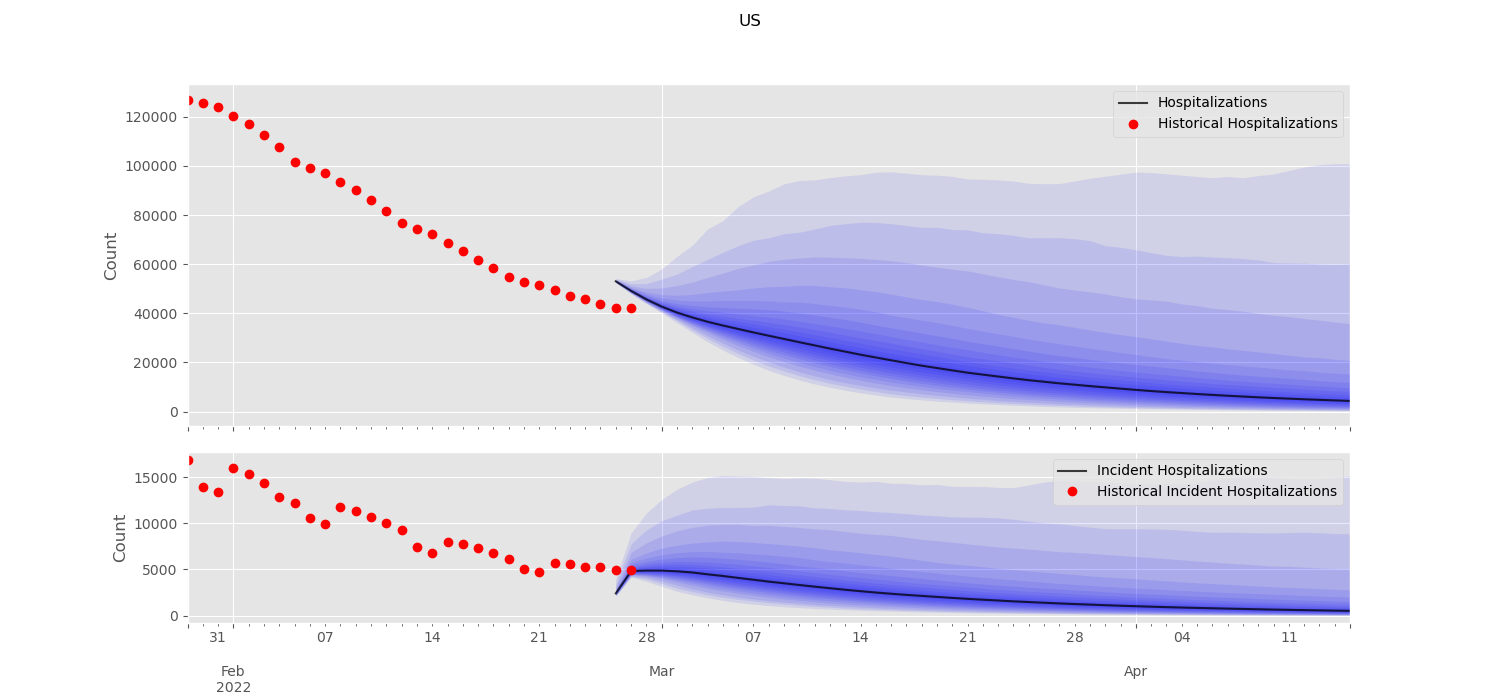 US
Hospitalizations
Historical Hospitalizations
120000
100000
80000
60000
40000
20000
0
Count
Incident Hospitalizations
Historical Incident Hospitalizations
15000
10000
5000
0
Count
31 07 14 21 28 07 14 21 28 04 11
Feb Mar Apr
2022